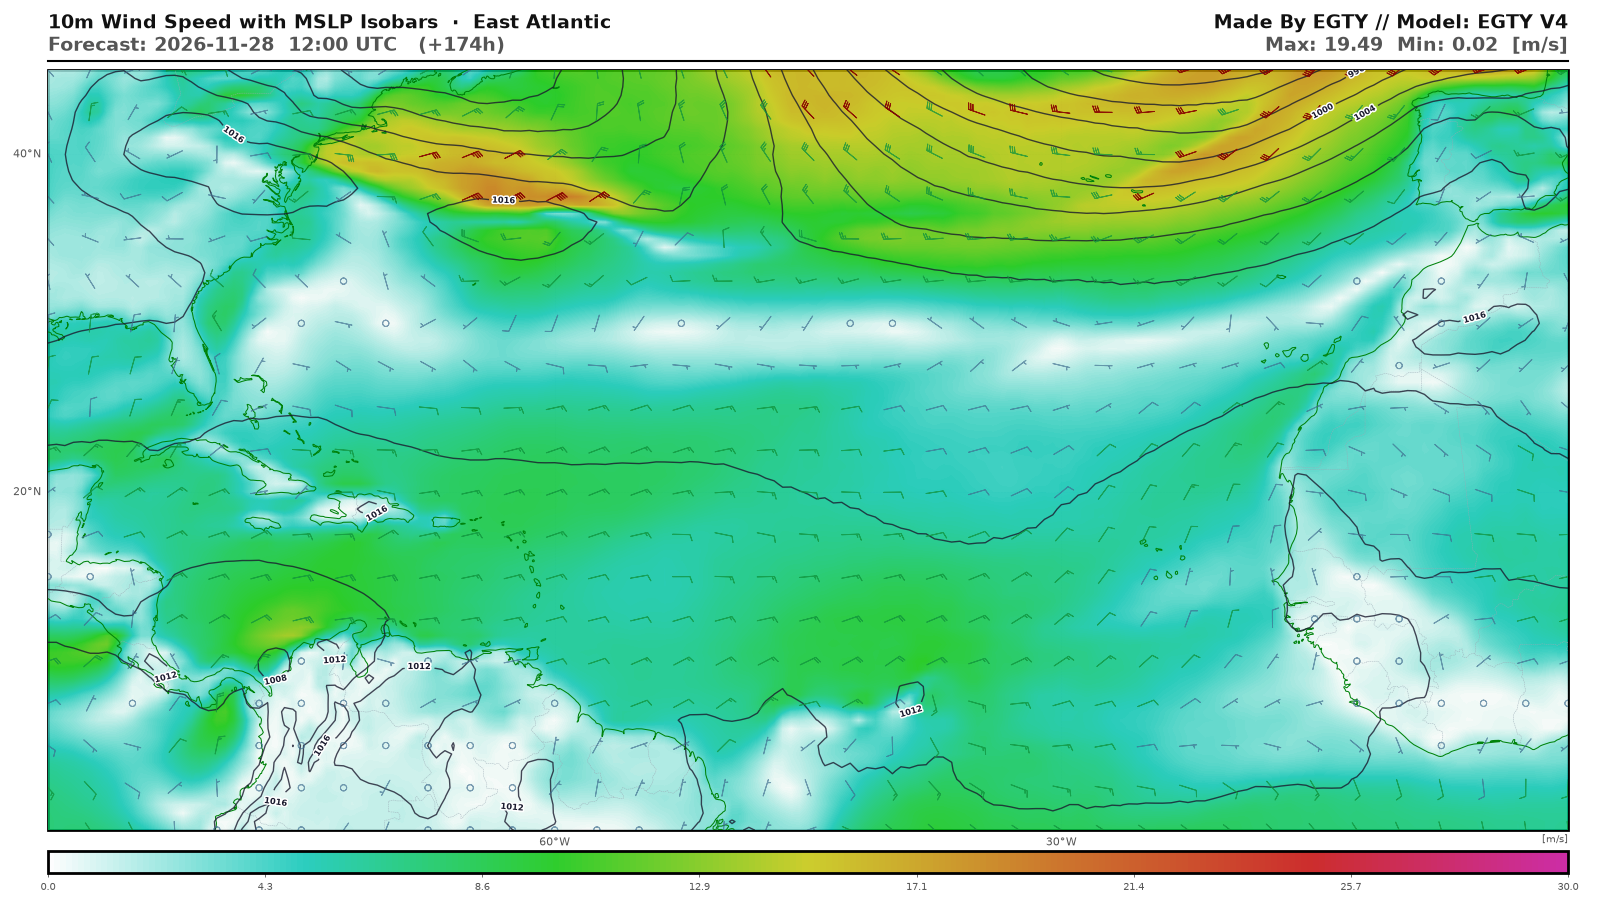 10m Wind Speed with MSLP Isobars · East Atlantic
Made By EGTY // Model: EGTY V4
Forecast: 2026-11-28 12:00 UTC (+174h)
Max: 19.49 Min: 0.02 [m/s]
1000
1004
1016
40°N
1016
1016
20°N
1016
1012
1012
1012
1008
1012
1016
1016
1012
60°W
30°W
[m/s]
0.0
4.3
8.6
12.9
17.1
21.4
25.7
30.0